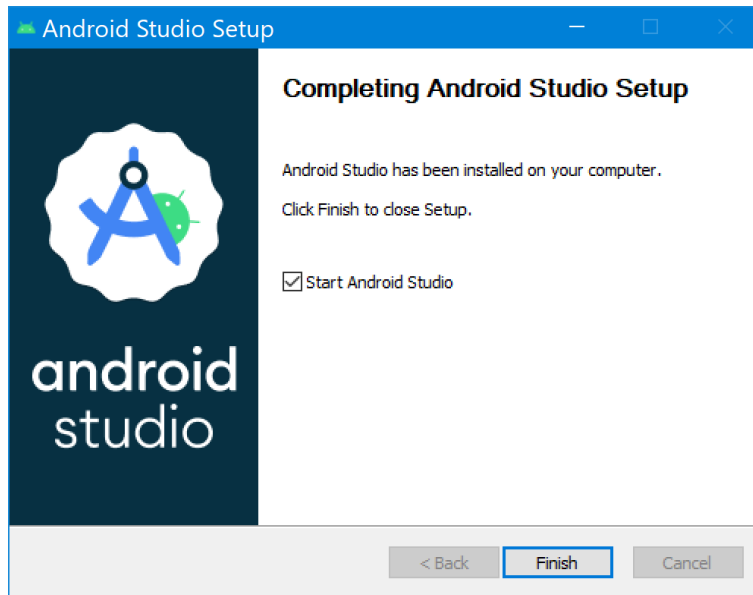 Android Studio Setup
Completing Android Studio Setup
Android Studio has been installed on your computer.
Click Finish to close Setup.
Start Android Studio
android
studio
< Back
Finish
Cancel